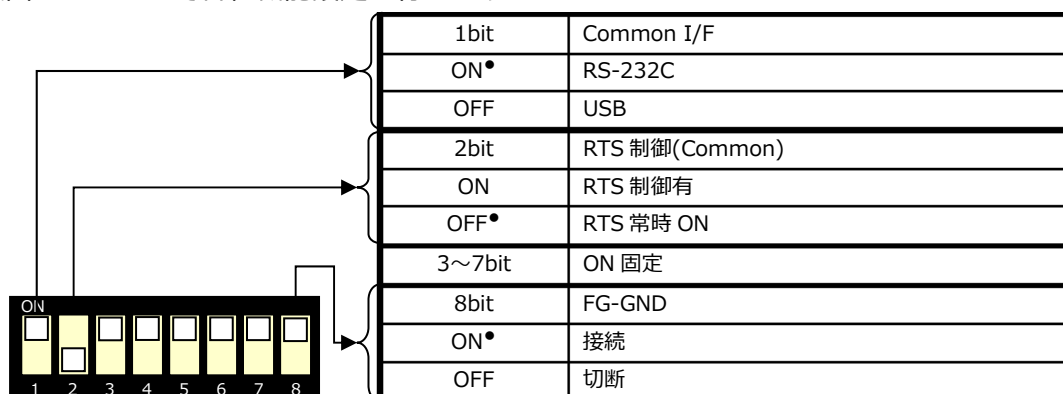 1bit Common I/F
ON● RS-232C
OFF USB
2bit RTS 制御(Common)
ON RTS 制御有
OFF● RTS 常時 ON
3～7bit ON 固定
8bit FG-GND
ON● 接続
OFF 切断
ON
1 2 3 4 5 6 7 8